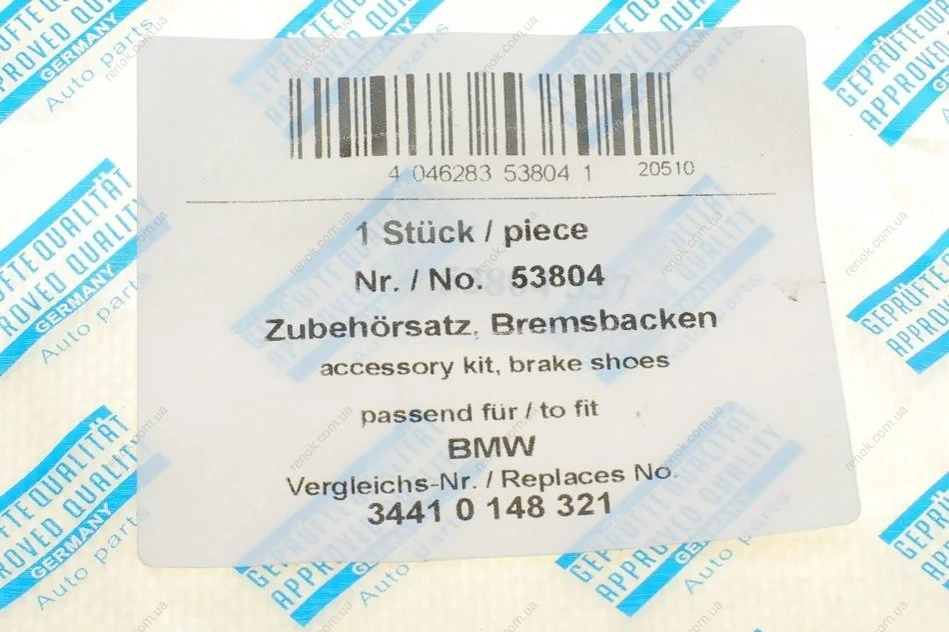 4 046283 53804 1
20510
1 Stück / piece
Nr. / No. 53804
Zubehörsatz, Bremsbacken
accessory kit, brake shoes
passend für / to fit
BMW
Vergleichs-Nr. / Replaces No.
3441 0 148 321
GEPRÜFTE QUALITÄT
APPROVED QUALITY
GERMANY
Auto parts
renok.com.ua